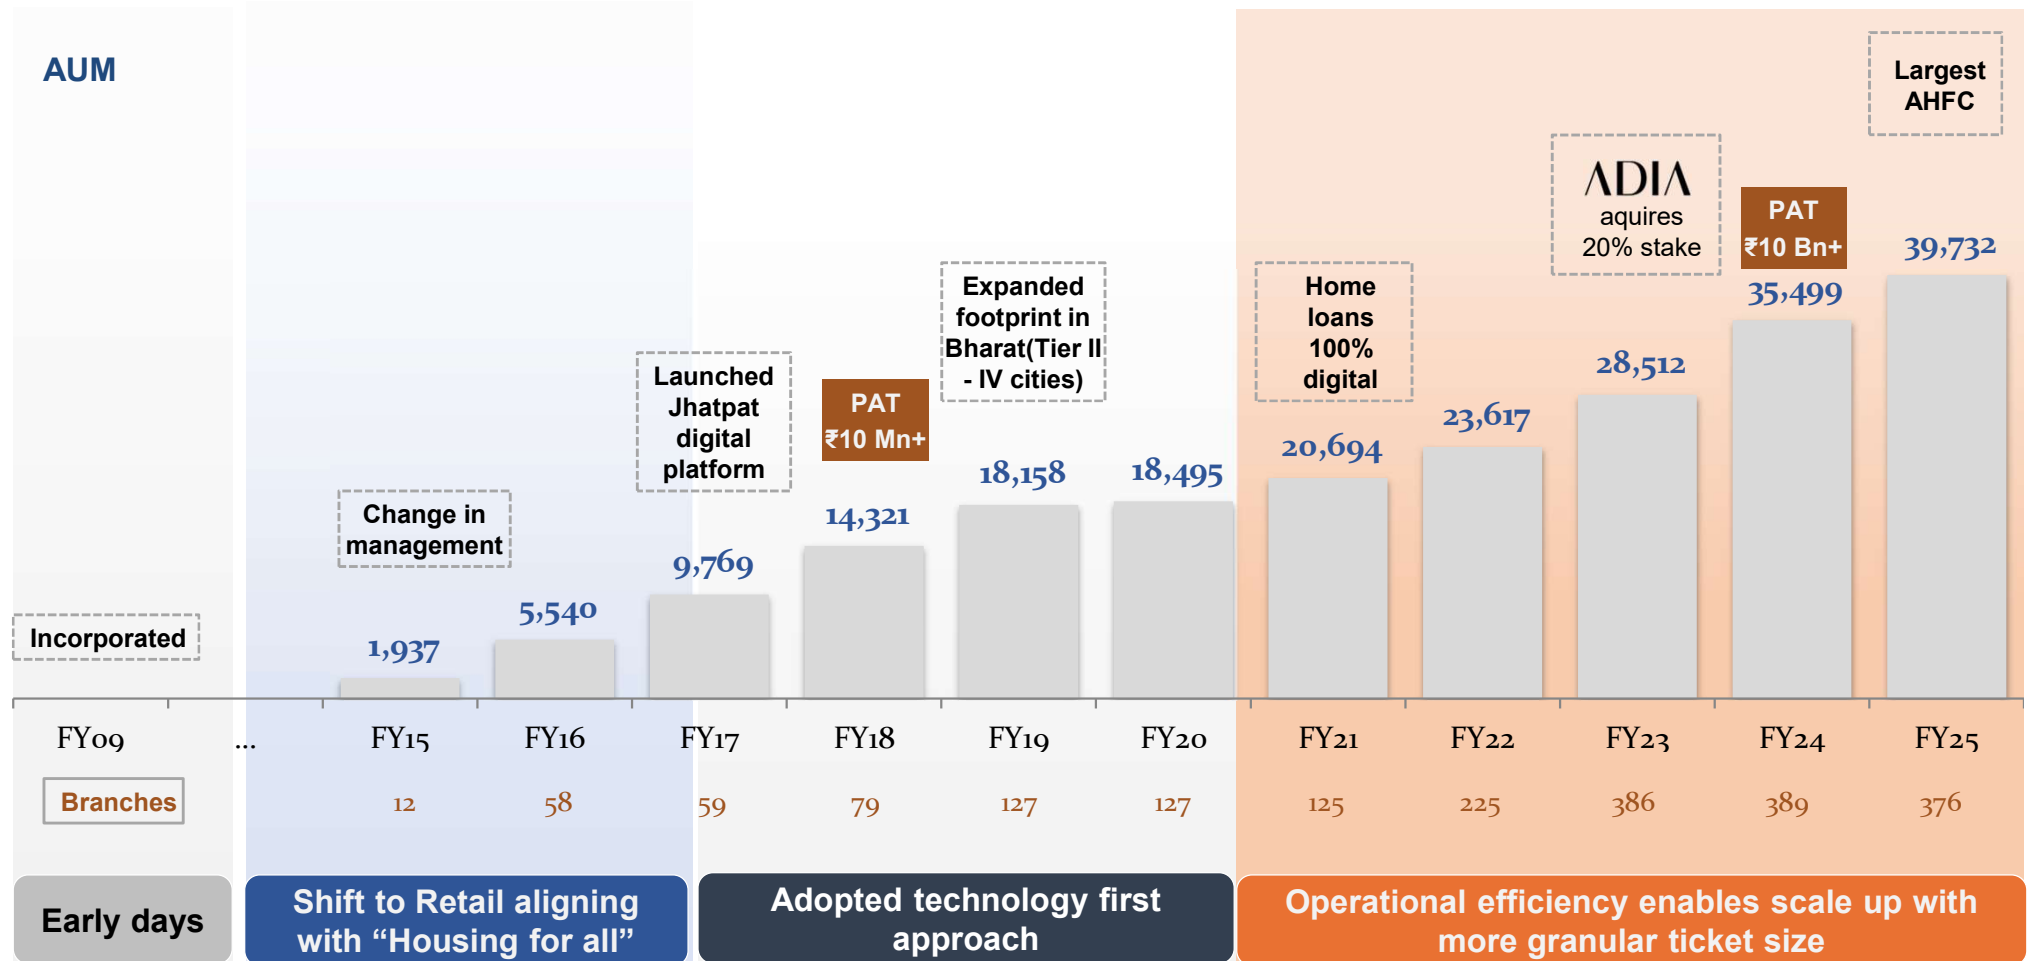 AUM
Largest
AHFC
ADIA
aquires
20% stake
PAT
₹10 Bn+
39,732
Expanded
footprint in
Bharat(Tier II
- IV cities)
Home
loans
100%
digital
35,499
Launched
Jhatpat
digital
platform
PAT
₹10 Mn+
28,512
23,617
20,694
18,158
18,495
Change in
management
14,321
9,769
5,540
Incorporated
1,937
FY09 ... FY15 FY16 FY17 FY18 FY19 FY20 FY21 FY22 FY23 FY24 FY25
Branches 12 58 59 79 127 127 125 225 386 389 376
Early days
Shift to Retail aligning
with “Housing for all”
Adopted technology first
approach
Operational efficiency enables scale up with
more granular ticket size